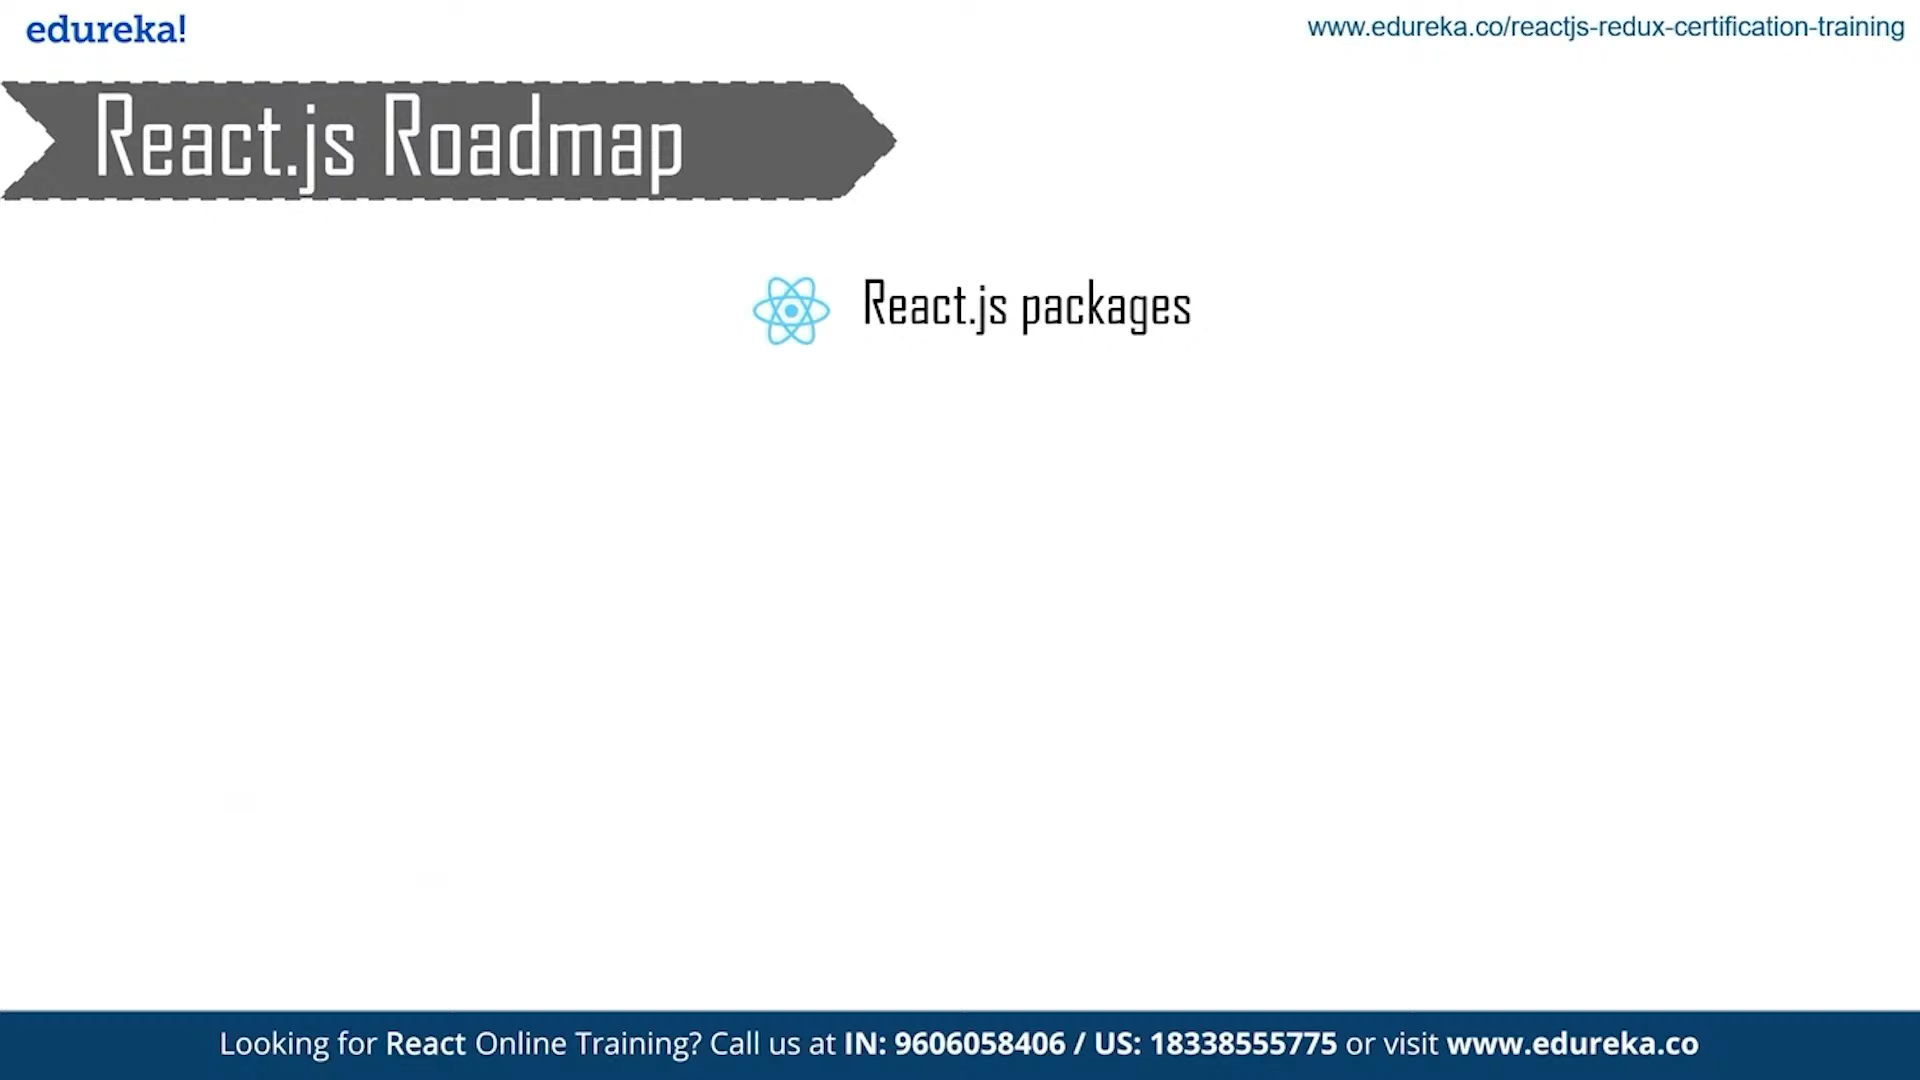 edureka!
www.edureka.co/reactjs-redux-certification-training
React.js Roadmap
React.js packages
Looking for React Online Training? Call us at IN: 9606058406 / US: 18338555775 or visit www.edureka.co